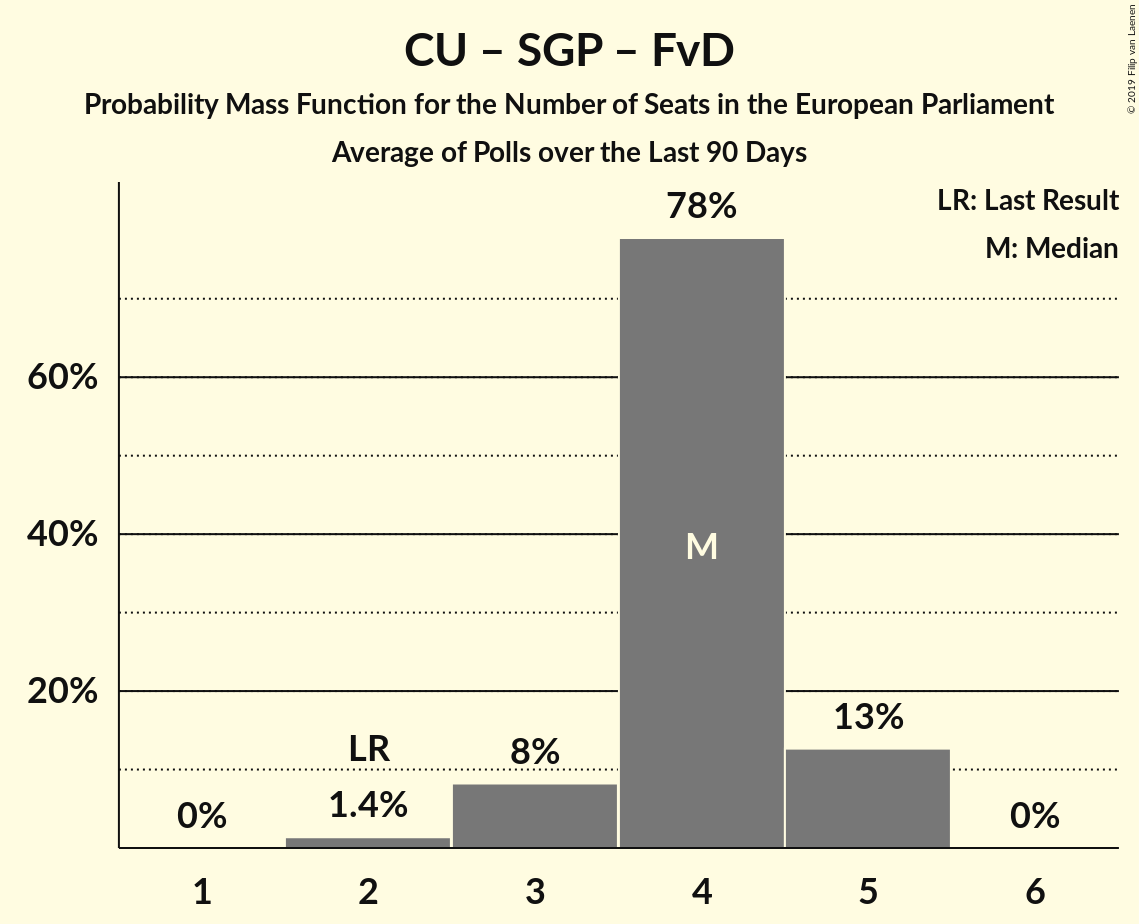 CU – SGP – FvD
Probability Mass Function for the Number of Seats in the European Parliament
Average of Polls over the Last 90 Days
© 2019 Filip van Laenen
LR: Last Result
M: Median
78%
60%
40%
20%
M
13%
LR
8%
1.4%
0%
0%
1 2 3 4 5 6